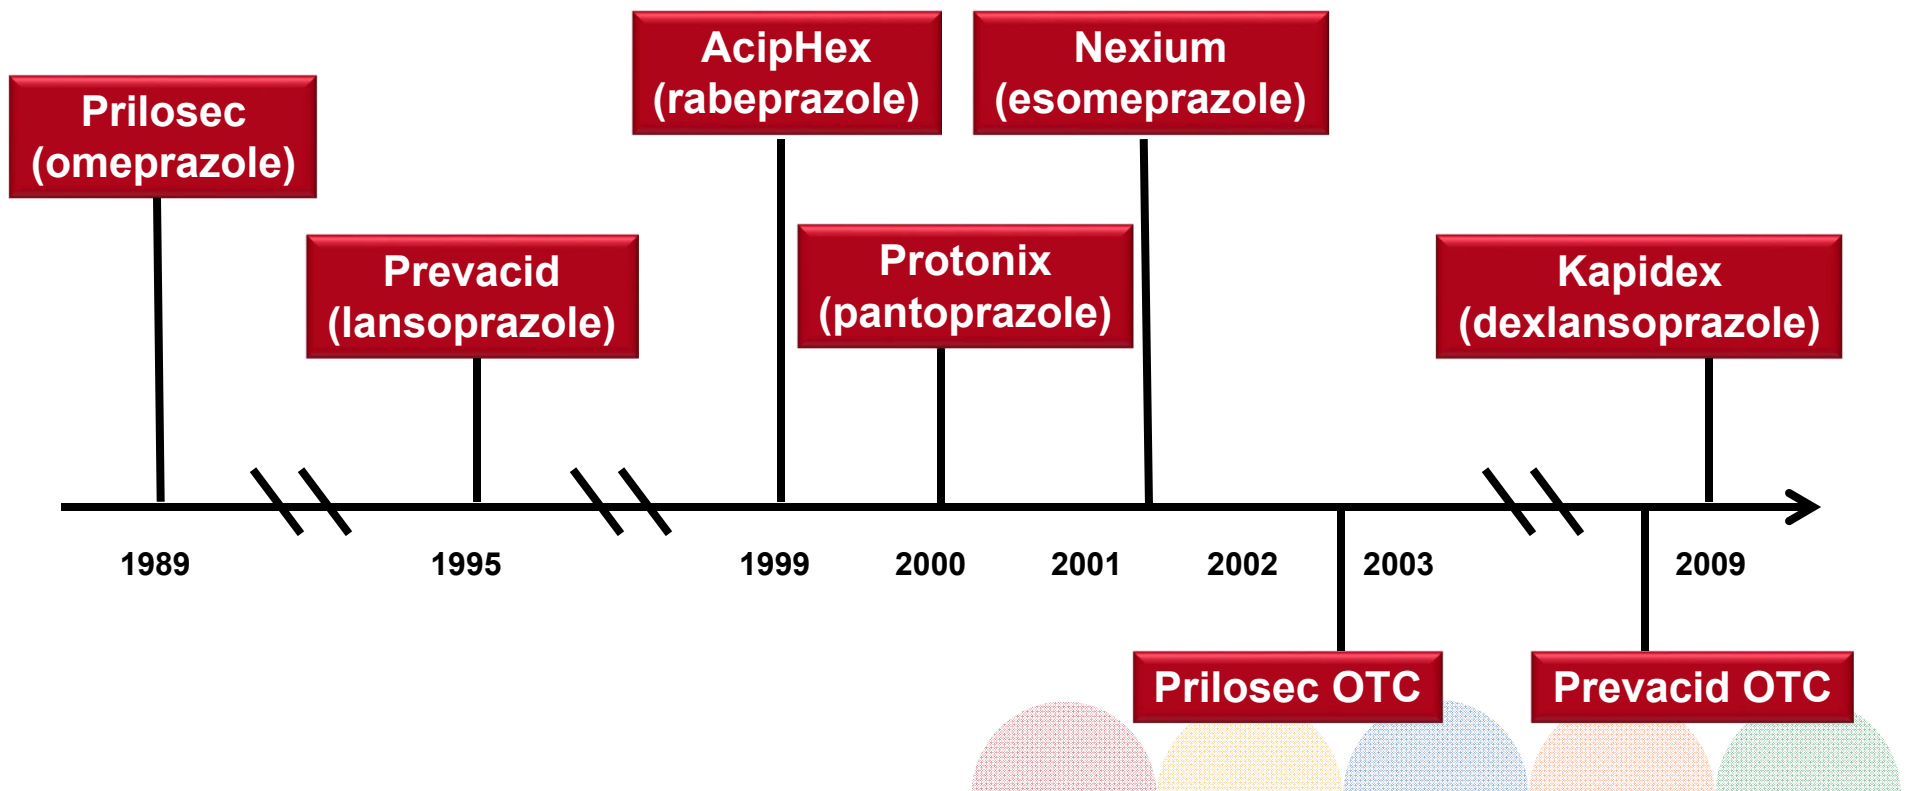 AcipHex
(rabeprazole)
Nexium
(esomeprazole)
Prilosec
(omeprazole)
Protonix
(pantoprazole)
Prevacid
(lansoprazole)
Kapidex
(dexlansoprazole)
1989
1995
1999
2000
2001
2002
2003
2009
Prilosec OTC
Prevacid OTC